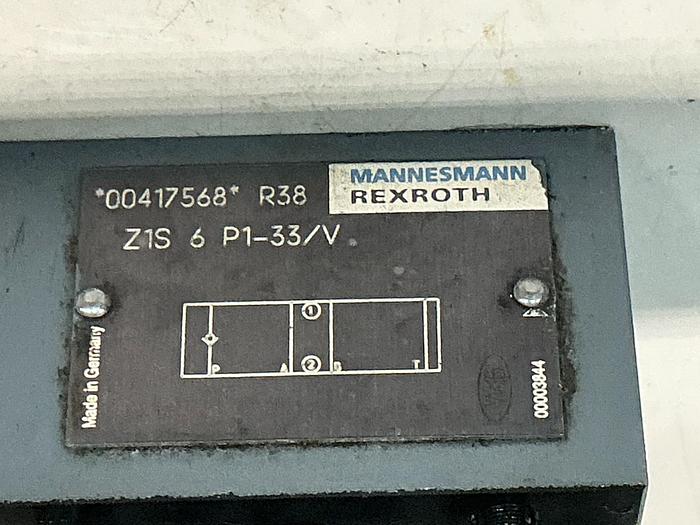 *00417568* R38
MANNESMANN
REXROTH
Z1S 6 P1-33/V
Made in Germany
1
2
P A B T
00003844